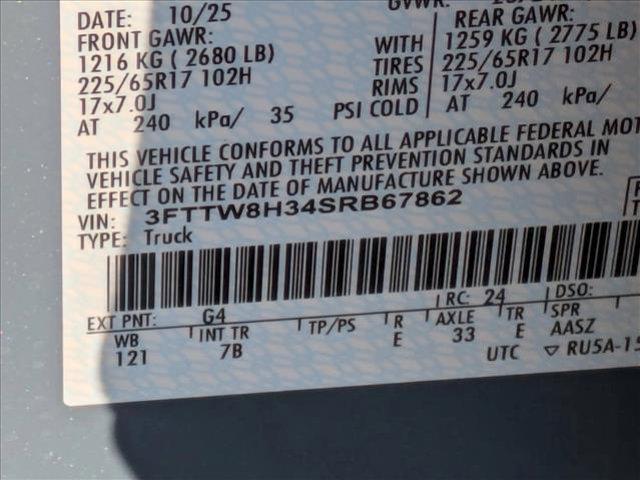 DATE: 10/25 GVWR:
FRONT GAWR: REAR GAWR:
1216 KG ( 2680 LB) WITH 1259 KG ( 2775 LB)
225/65R17 102H TIRES 225/65R17 102H
17x7.0J RIMS 17x7.0J
AT 240 kPa/ 35 PSI COLD AT 240 kPa/
THIS VEHICLE CONFORMS TO ALL APPLICABLE FEDERAL MOT
VEHICLE SAFETY AND THEFT PREVENTION STANDARDS IN
EFFECT ON THE DATE OF MANUFACTURE SHOWN ABOVE.
VIN: 3FTTW8H34SRB67862
TYPE: Truck
EXT PNT: G4 RC: 24 DSO:
WB INT TR TP/PS R AXLE TR SPR
121 7B E 33 E AASZ
UTC ▽ RU5A-15